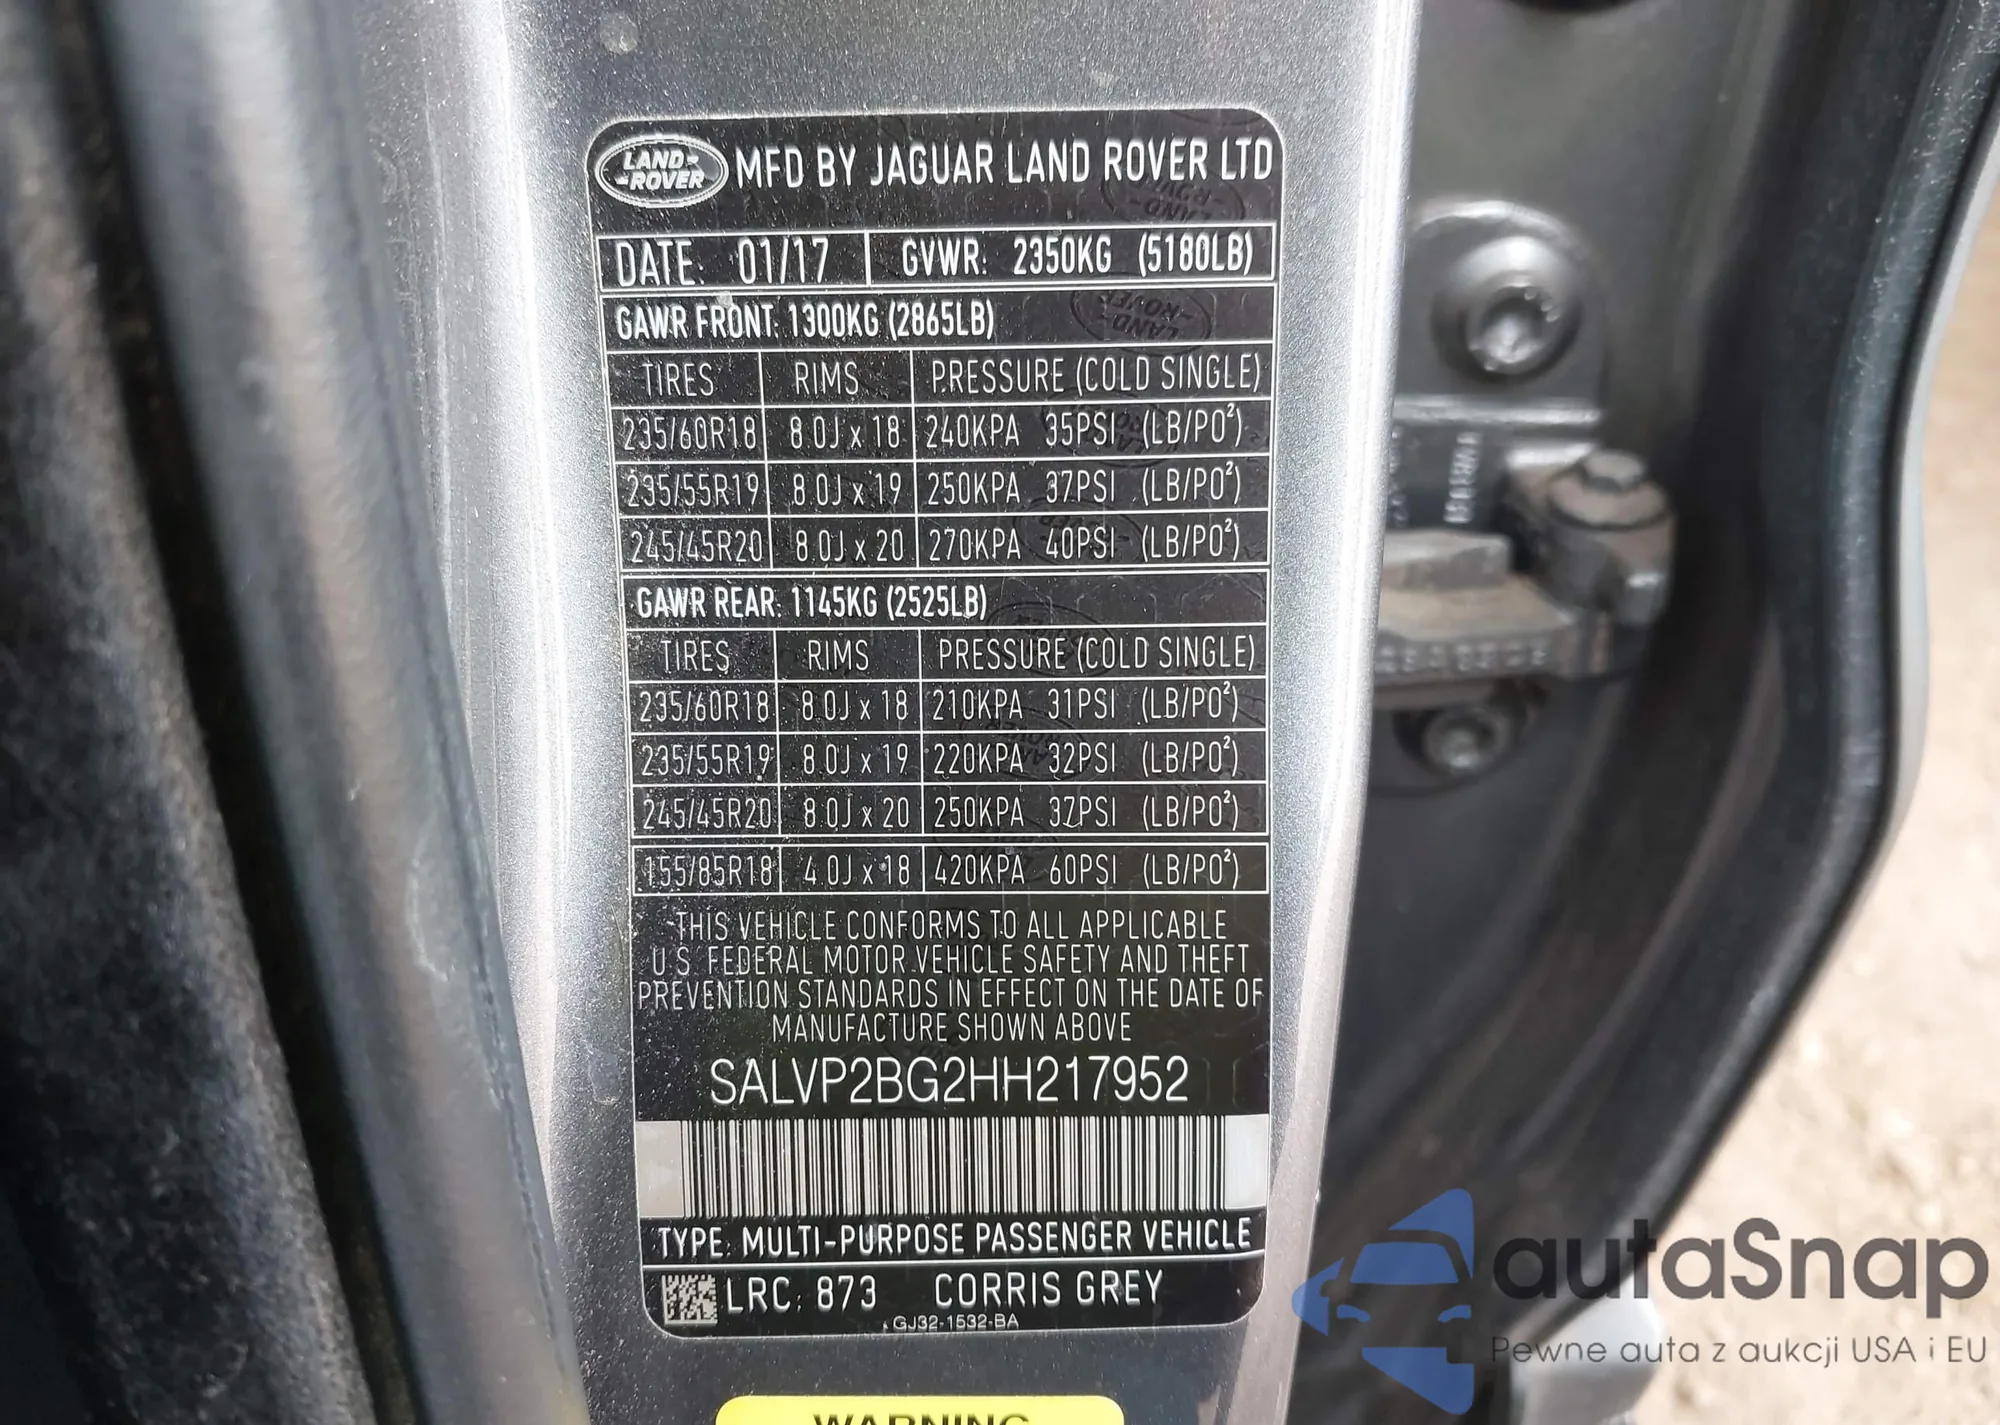 LAND-
-ROVER
MFD BY JAGUAR LAND ROVER LTD
DATE: 01/17 GVWR: 2350KG (5180LB)
GAWR FRONT: 1300KG (2865LB)
TIRES RIMS PRESSURE (COLD SINGLE)
235/60R18 8.0J x 18 240KPA 35PSI (LB/PO²)
235/55R19 8.0J x 19 250KPA 37PSI (LB/PO²)
245/45R20 8.0J x 20 270KPA 40PSI (LB/PO²)
GAWR REAR: 1145KG (2525LB)
TIRES RIMS PRESSURE (COLD SINGLE)
235/60R18 8.0J x 18 210KPA 31PSI (LB/PO²)
235/55R19 8.0J x 19 220KPA 32PSI (LB/PO²)
245/45R20 8.0J x 20 250KPA 37PSI (LB/PO²)
155/85R18 4.0J x 18 420KPA 60PSI (LB/PO²)
THIS VEHICLE CONFORMS TO ALL APPLICABLE
U.S FEDERAL MOTOR VEHICLE SAFETY AND THEFT
PREVENTION STANDARDS IN EFFECT ON THE DATE OF
MANUFACTURE SHOWN ABOVE
SALVP2BG2HH217952
TYPE: MULTI-PURPOSE PASSENGER VEHICLE
LRC: 873 CORRIS GREY
GJ32-1532-BA
WARNING
autaSnap
Pewne auta z aukcji USA i EU